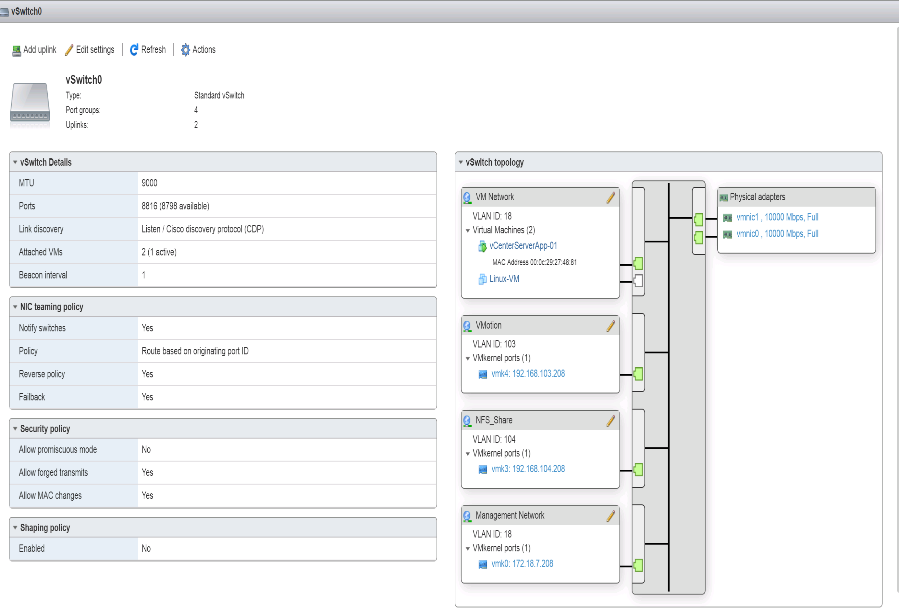 vSwitch0
Add uplink Edit settings Refresh Actions
vSwitch0
Type: Standard vSwitch
Port groups: 4
Uplinks: 2
vSwitch Details
MTU 9000
Ports 8816 (8798 available)
Link discovery Listen / Cisco discovery protocol (CDP)
Attached VMs 2 (1 active)
Beacon interval 1
NIC teaming policy
Notify switches Yes
Policy Route based on originating port ID
Reverse policy Yes
Failback Yes
Security policy
Allow promiscuous mode No
Allow forged transmits Yes
Allow MAC changes Yes
Shaping policy
Enabled No
vSwitch topology
VM Network
VLAN ID: 18
Virtual Machines (2)
vCenterServerApp-01
MAC Address 00:0c:29:27:48:81
Linux-VM
VMotion
VLAN ID: 103
VMkernel ports (1)
vmk4: 192.168.103.208
NFS_Share
VLAN ID: 104
VMkernel ports (1)
vmk3: 192.168.104.208
Management Network
VLAN ID: 18
VMkernel ports (1)
vmk0: 172.18.7.208
Physical adapters
vmnic1 , 10000 Mbps, Full
vmnic0 , 10000 Mbps, Full